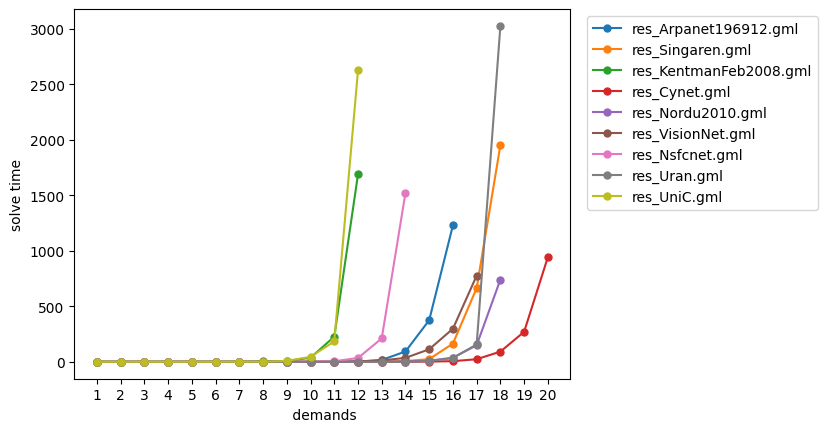 3000
2500
2000
1500
1000
500
0
solve time
1 2 3 4 5 6 7 8 9 10 11 12 13 14 15 16 17 18 19 20
demands
res_Arpanet196912.gml
res_Singaren.gml
res_KentmanFeb2008.gml
res_Cynet.gml
res_Nordu2010.gml
res_VisionNet.gml
res_Nsfcnet.gml
res_Uran.gml
res_UniC.gml